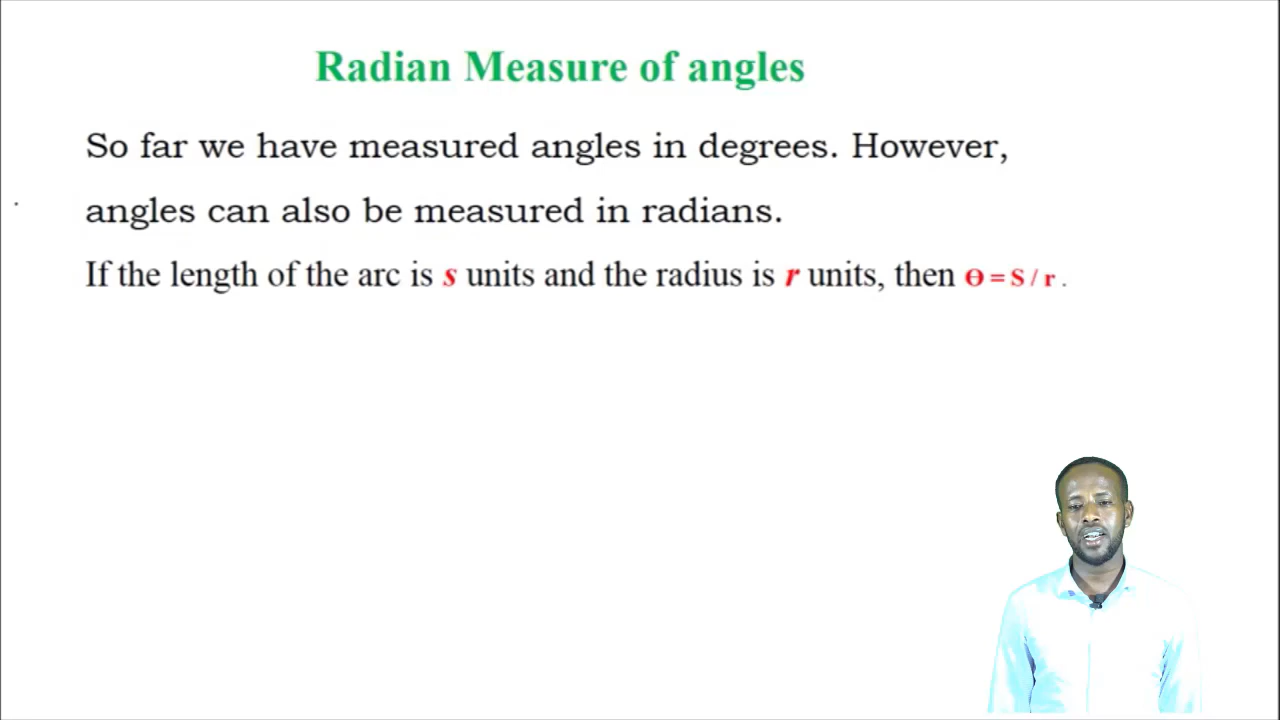 Radian Measure of angles
So far we have measured angles in degrees. However,
angles can also be measured in radians.
If the length of the arc is s units and the radius is r units, then Ɵ = S / r .